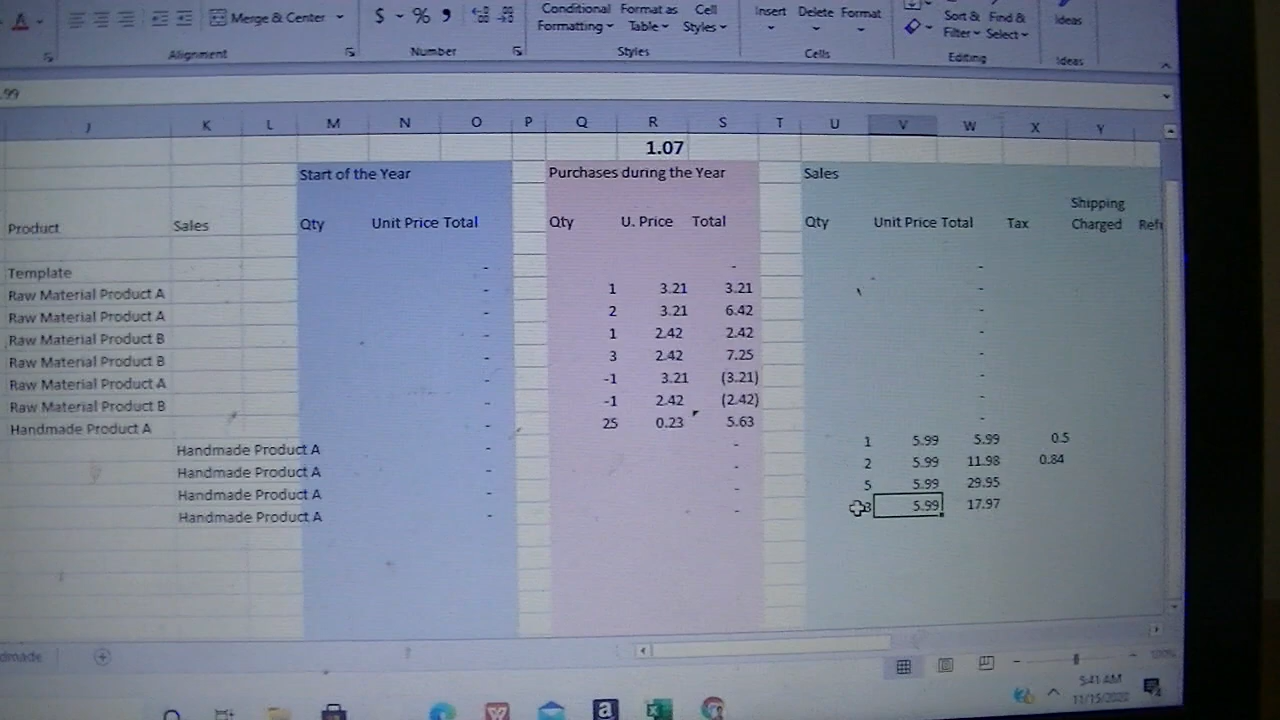 Merge & Center $ % 9 Conditional Format as Cell Insert Delete Format Sort & Find & Ideas
Formatting Table Styles Filter Select
Alignment Number Styles Cells Editing Ideas
.99
J K L M N O P Q R S T U V W X Y
1.07
Start of the Year Purchases during the Year Sales
Shipping
Product Sales Qty Unit Price Total Qty U. Price Total Qty Unit Price Total Tax Charged
Template - - -
Raw Material Product A - 1 3.21 3.21 -
Raw Material Product A - 2 3.21 6.42 -
Raw Material Product B - 1 2.42 2.42 -
Raw Material Product B - 3 2.42 7.25 -
Raw Material Product A - -1 3.21 (3.21) -
Raw Material Product B - -1 2.42 (2.42) -
Handmade Product A - 25 0.23 5.63 -
Handmade Product A - - 1 5.99 5.99 0.5
Handmade Product A - - 2 5.99 11.98 0.84
Handmade Product A - - 5 5.99 29.95
Handmade Product A - - 3 5.99 17.97
dmade
100%
5:41 AM
11/15/2020